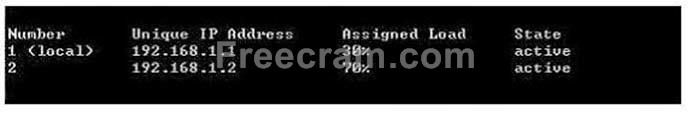 Number Unique IP Address Assigned Load State
1 (local) 192.168.1.1 30% active
2 192.168.1.2 70% active
Freecram.com